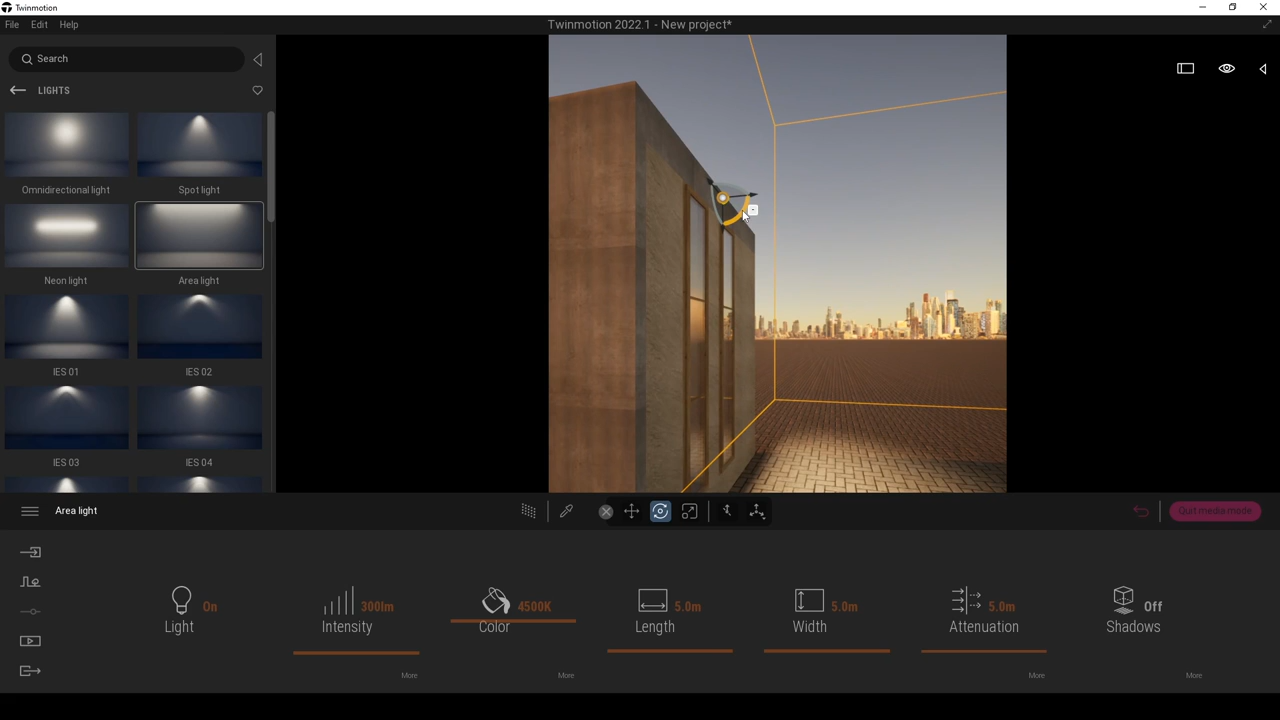 Twinmotion
File Edit Help
Twinmotion 2022.1 - New project*
Search
LIGHTS
Omnidirectional light
Spot light
Neon light
Area light
IES 01
IES 02
IES 03
IES 04
Area light
Quit media mode
On
Light
300lm
Intensity
More
4500K
Color
More
5.0m
Length
5.0m
Width
5.0m
Attenuation
More
Off
Shadows
More